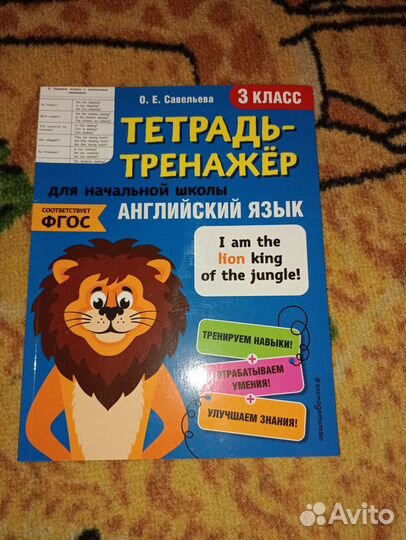 О. Е. Савельева
3 КЛАСС
ТЕТРАДЬ-
ТРЕНАЖЁР
для начальной школы
АНГЛИЙСКИЙ ЯЗЫК
СООТВЕТСТВУЕТ
ФГОС
I am the
lion king
of the jungle!
ТРЕНИРУЕМ НАВЫКИ!
+
ОТРАБАТЫВАЕМ
УМЕНИЯ!
+
УЛУЧШАЕМ ЗНАНИЯ!
#эксмодетство
Avito